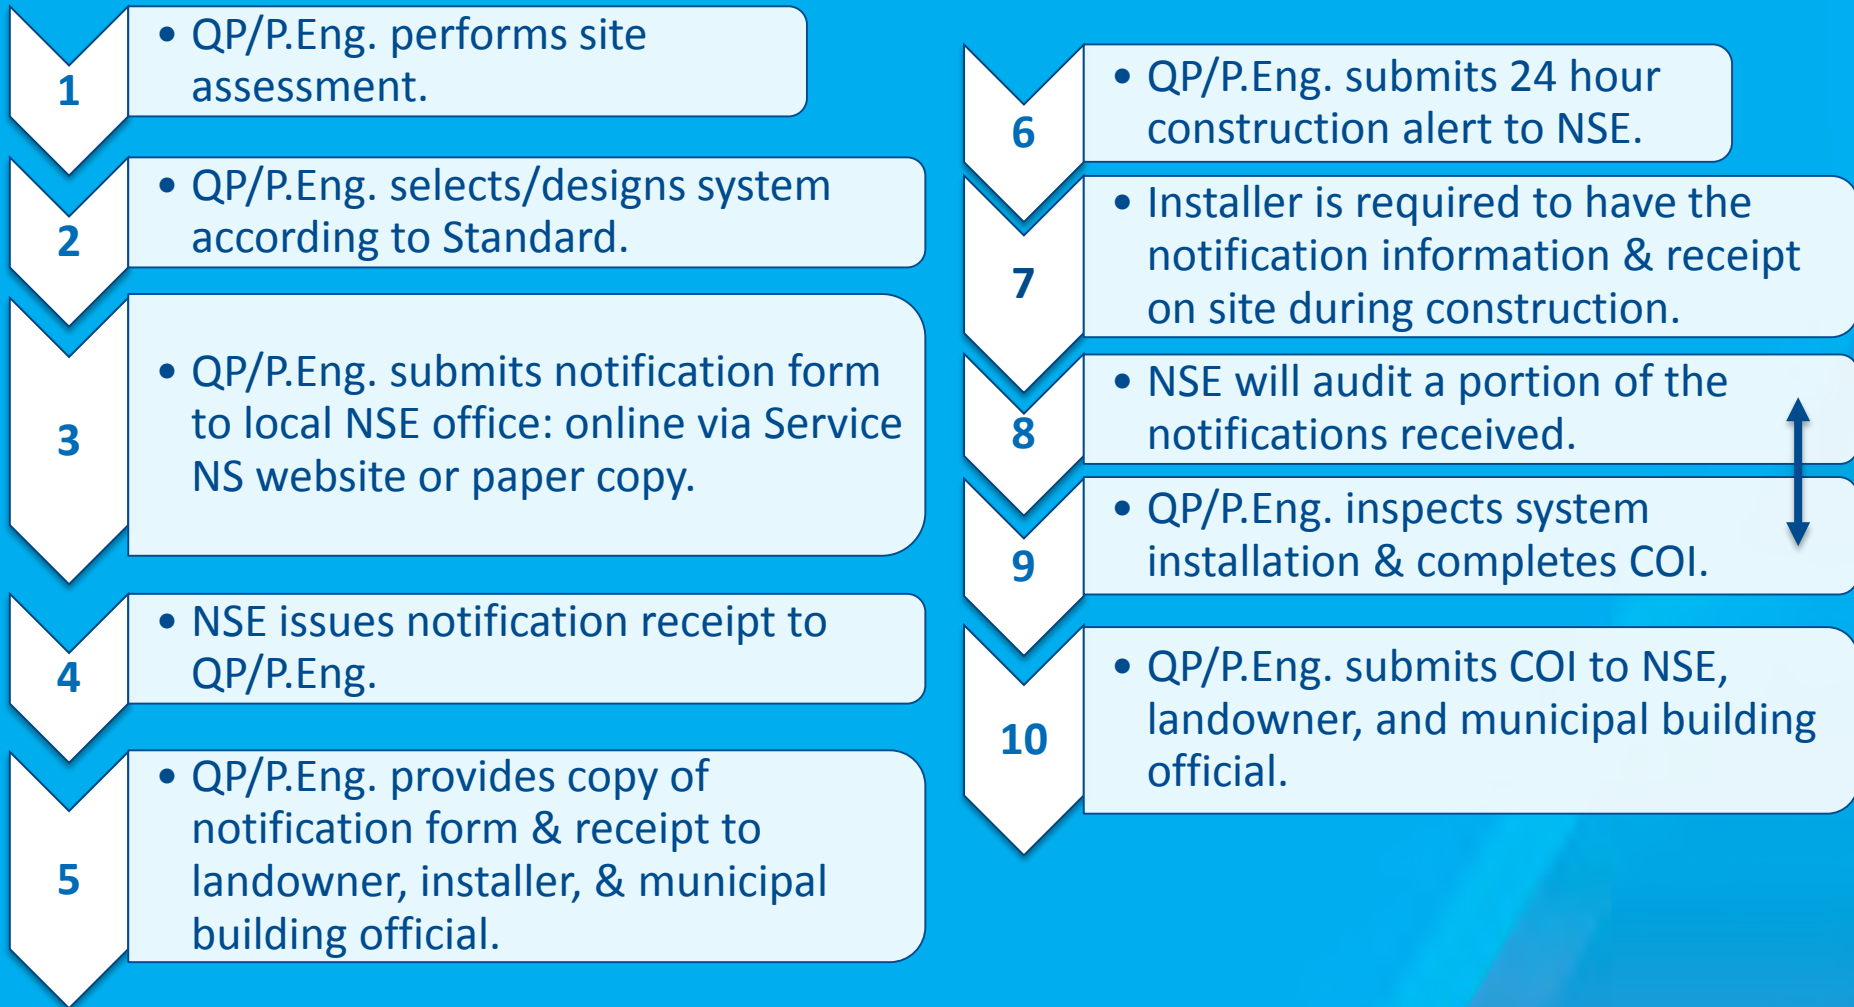 1
• QP/P.Eng. performs site
assessment.
2
• QP/P.Eng. selects/designs system
according to Standard.
3
• QP/P.Eng. submits notification form
to local NSE office: online via Service
NS website or paper copy.
4
• NSE issues notification receipt to
QP/P.Eng.
5
• QP/P.Eng. provides copy of
notification form & receipt to
landowner, installer, & municipal
building official.
6
• QP/P.Eng. submits 24 hour
construction alert to NSE.
7
• Installer is required to have the
notification information & receipt
on site during construction.
8
• NSE will audit a portion of the
notifications received.
9
• QP/P.Eng. inspects system
installation & completes COI.
10
• QP/P.Eng. submits COI to NSE,
landowner, and municipal building
official.